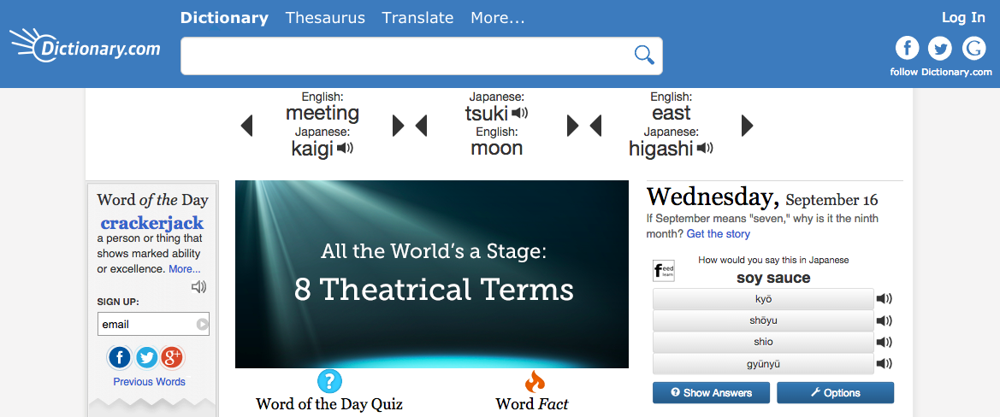 Dictionary Thesaurus Translate More...
Log In
Dictionary.com
follow Dictionary.com
English:
meeting
Japanese:
kaigi
Japanese:
tsuki
English:
moon
English:
east
Japanese:
higashi
Word of the Day
crackerjack
a person or thing that
shows marked ability
or excellence. More...
SIGN UP:
email
f
g+
Previous Words
All the World's a Stage:
8 Theatrical Terms
?
Word of the Day Quiz
Word Fact
Wednesday, September 16
If September means "seven," why is it the ninth
month? Get the story
feed
learn
How would you say this in Japanese
soy sauce
kyō
shōyu
shio
gyūnyū
? Show Answers
Options